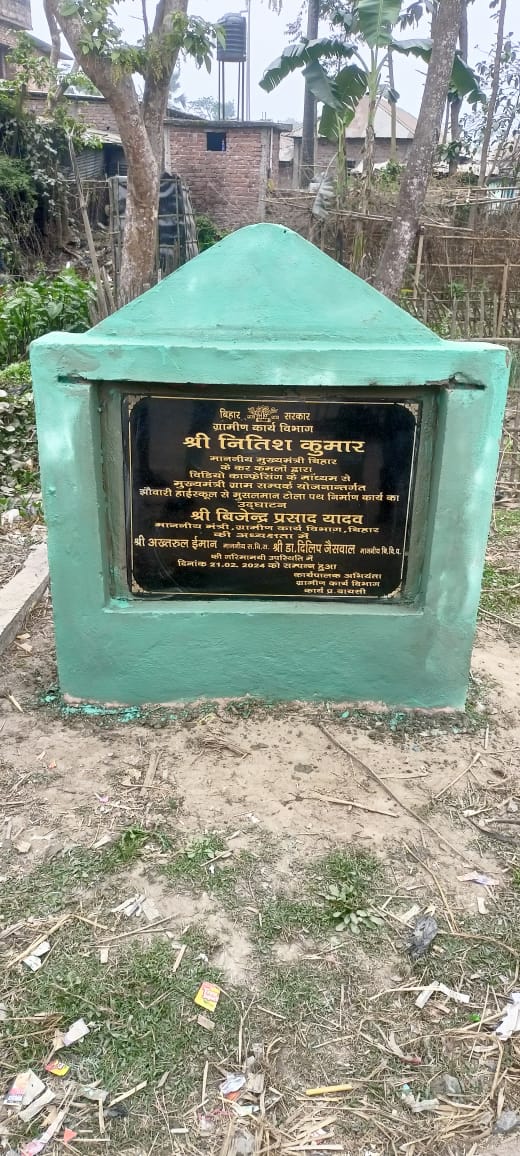 बिहार सरकार
ग्रामीण कार्य विभाग
श्री नितिश कुमार
माननीय मुख्यमंत्री बिहार
के कर कमलों द्वारा
विडियो कान्फ्रेंसिंग के माध्यम से
मुख्यमंत्री ग्राम सम्पर्क योजनान्तर्गत
झौवारी हाईस्कूल से मुसलमान टोला पथ निर्माण कार्य का
उद्घाटन
श्री बिजेन्द्र प्रसाद यादव
माननीय मंत्री, ग्रामीण कार्य विभाग, बिहार
की अध्यक्षता में
श्री अख्तरुल ईमान माननीय स.वि.स. श्री डा. दिलिप जैसवाल माननीय बि.वि.प.
की गरिमामयी उपस्थिति में
दिनांक 21.02. 2024 को सम्पन्न हुआ
कार्यपालक अभियंता
ग्रामीण कार्य विभाग
कार्य प्र. बायसी